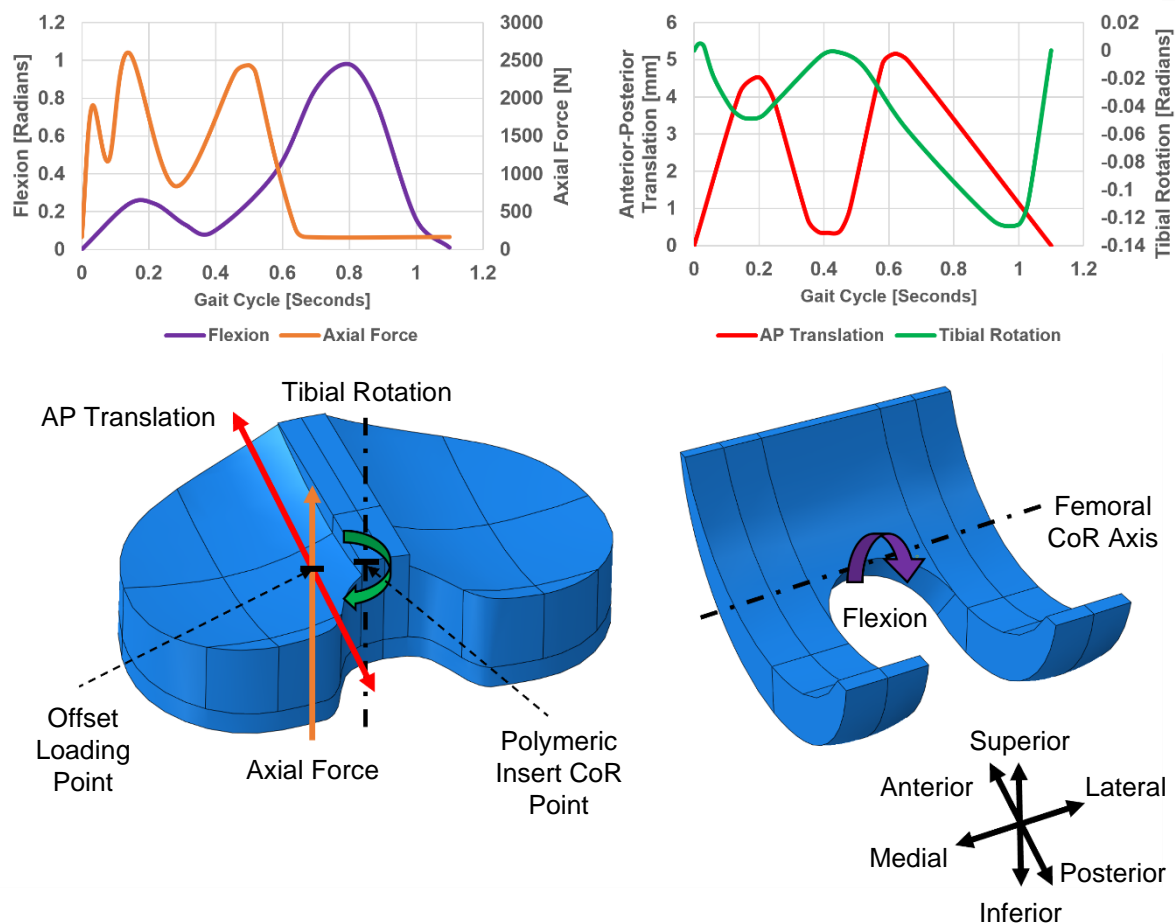 Flexion [Radians]
1.2
1
0.8
0.6
0.4
0.2
0
3000
2500
2000
1500
1000
500
0
Axial Force [N]
0 0.2 0.4 0.6 0.8 1 1.2
Gait Cycle [Seconds]
Flexion Axial Force
Anterior-Posterior
Translation [mm]
6
5
4
3
2
1
0
0.02
0
-0.02
-0.04
-0.06
-0.08
-0.1
-0.12
-0.14
Tibial Rotation [Radians]
0 0.2 0.4 0.6 0.8 1 1.2
Gait Cycle [Seconds]
AP Translation Tibial Rotation
Tibial Rotation
AP Translation
Offset
Loading
Point
Axial Force
Polymeric
Insert CoR
Point
Femoral
CoR Axis
Flexion
Superior
Anterior
Lateral
Medial
Posterior
Inferior